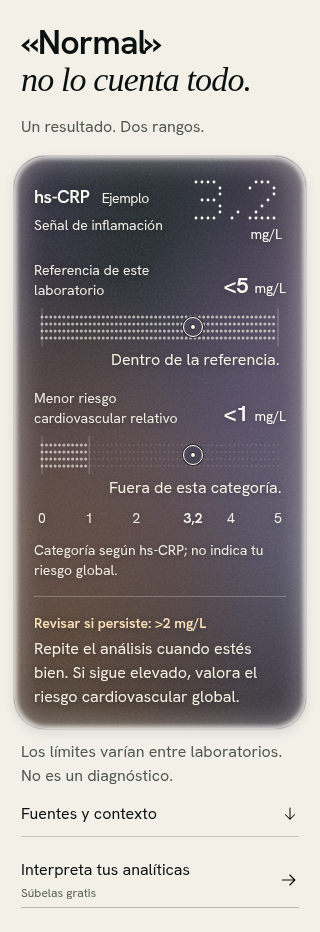 «Normal»
no lo cuenta todo.
Un resultado. Dos rangos.
hs-CRP Ejemplo
3.2
Señal de inflamación
mg/L
Referencia de este
laboratorio
<5 mg/L
Dentro de la referencia.
Menor riesgo
cardiovascular relativo
<1 mg/L
Fuera de esta categoría.
0 1 2 3,2 4 5
Categoría según hs-CRP; no indica tu
riesgo global.
Revisar si persiste: >2 mg/L
Repite el análisis cuando estés
bien. Si sigue elevado, valora el
riesgo cardiovascular global.
Los límites varían entre laboratorios.
No es un diagnóstico.
Fuentes y contexto ↓
Interpreta tus analíticas →
Súbelas gratis